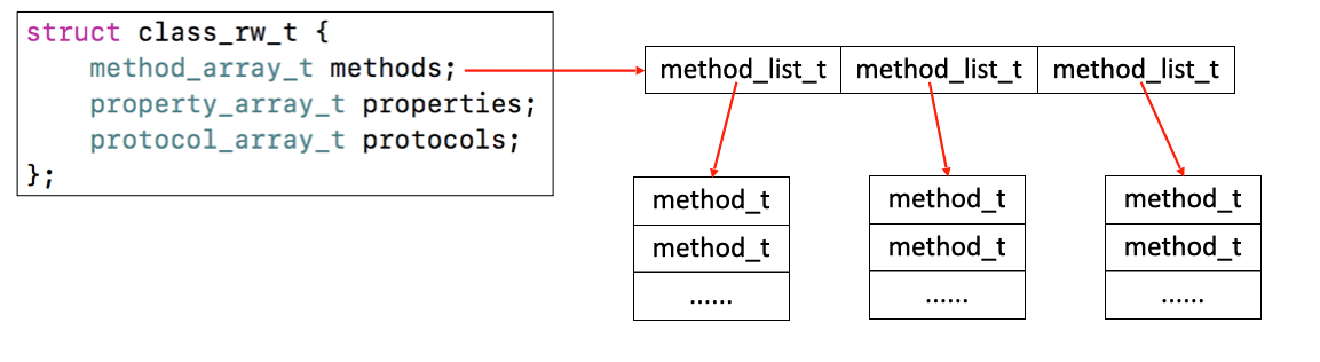 struct class_rw_t {
    method_array_t methods;
    property_array_t properties;
    protocol_array_t protocols;
};
method_list_t method_list_t method_list_t
method_t method_t method_t
method_t method_t method_t
...... ...... ......